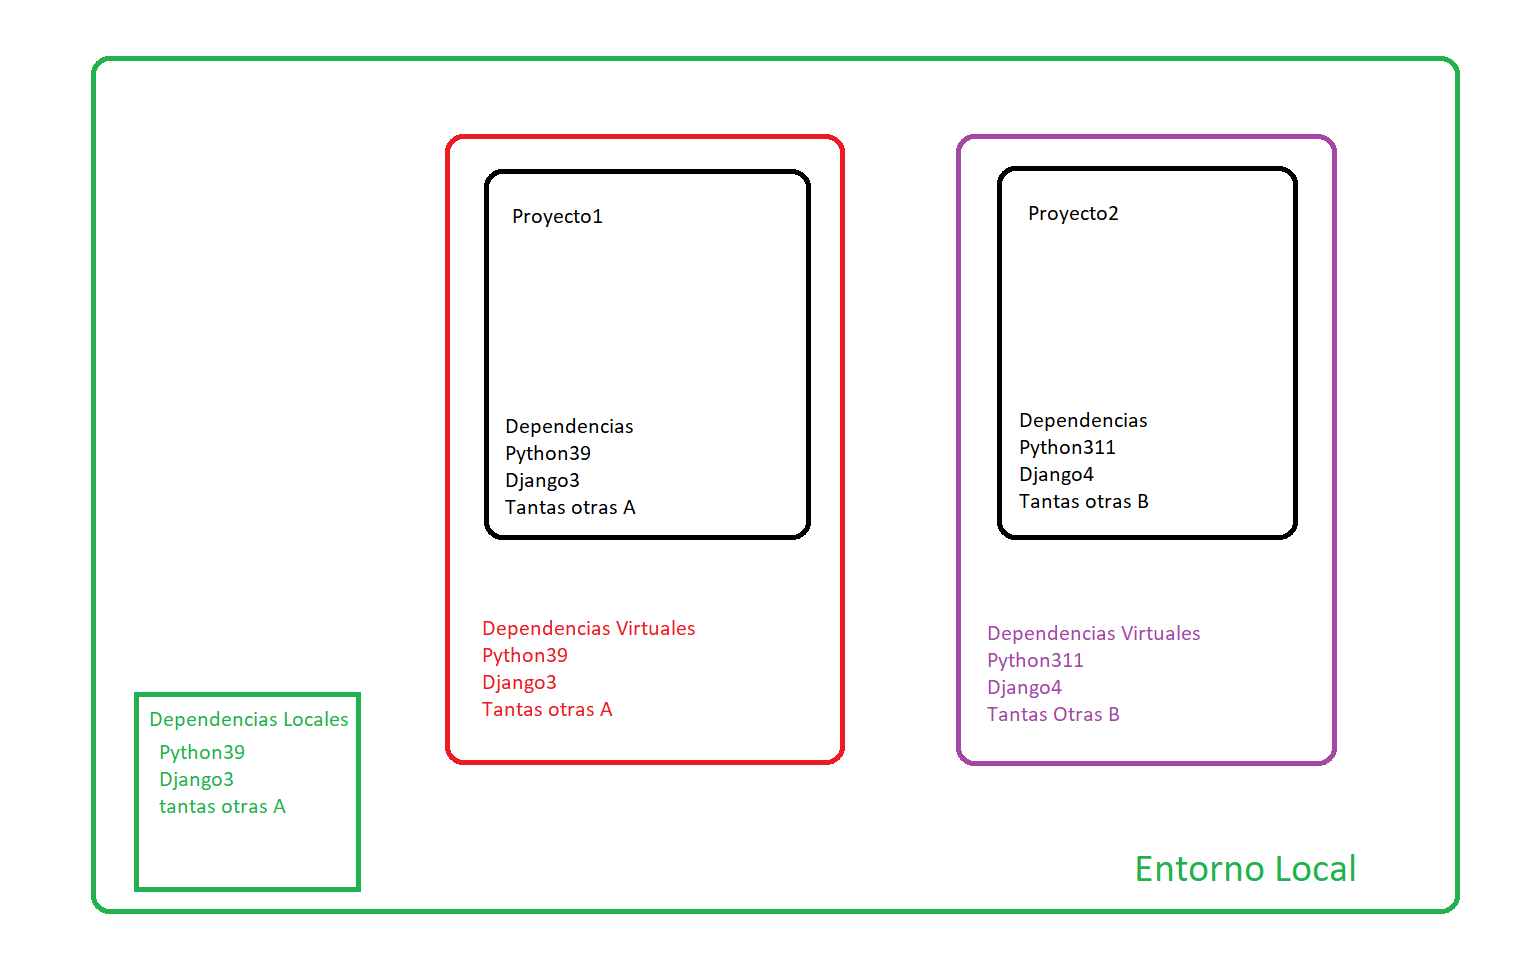 Proyecto1
Dependencias
Python39
Django3
Tantas otras A
Dependencias Virtuales
Python39
Django3
Tantas otras A
Proyecto2
Dependencias
Python311
Django4
Tantas otras B
Dependencias Virtuales
Python311
Django4
Tantas Otras B
Dependencias Locales
Python39
Django3
tantas otras A
Entorno Local